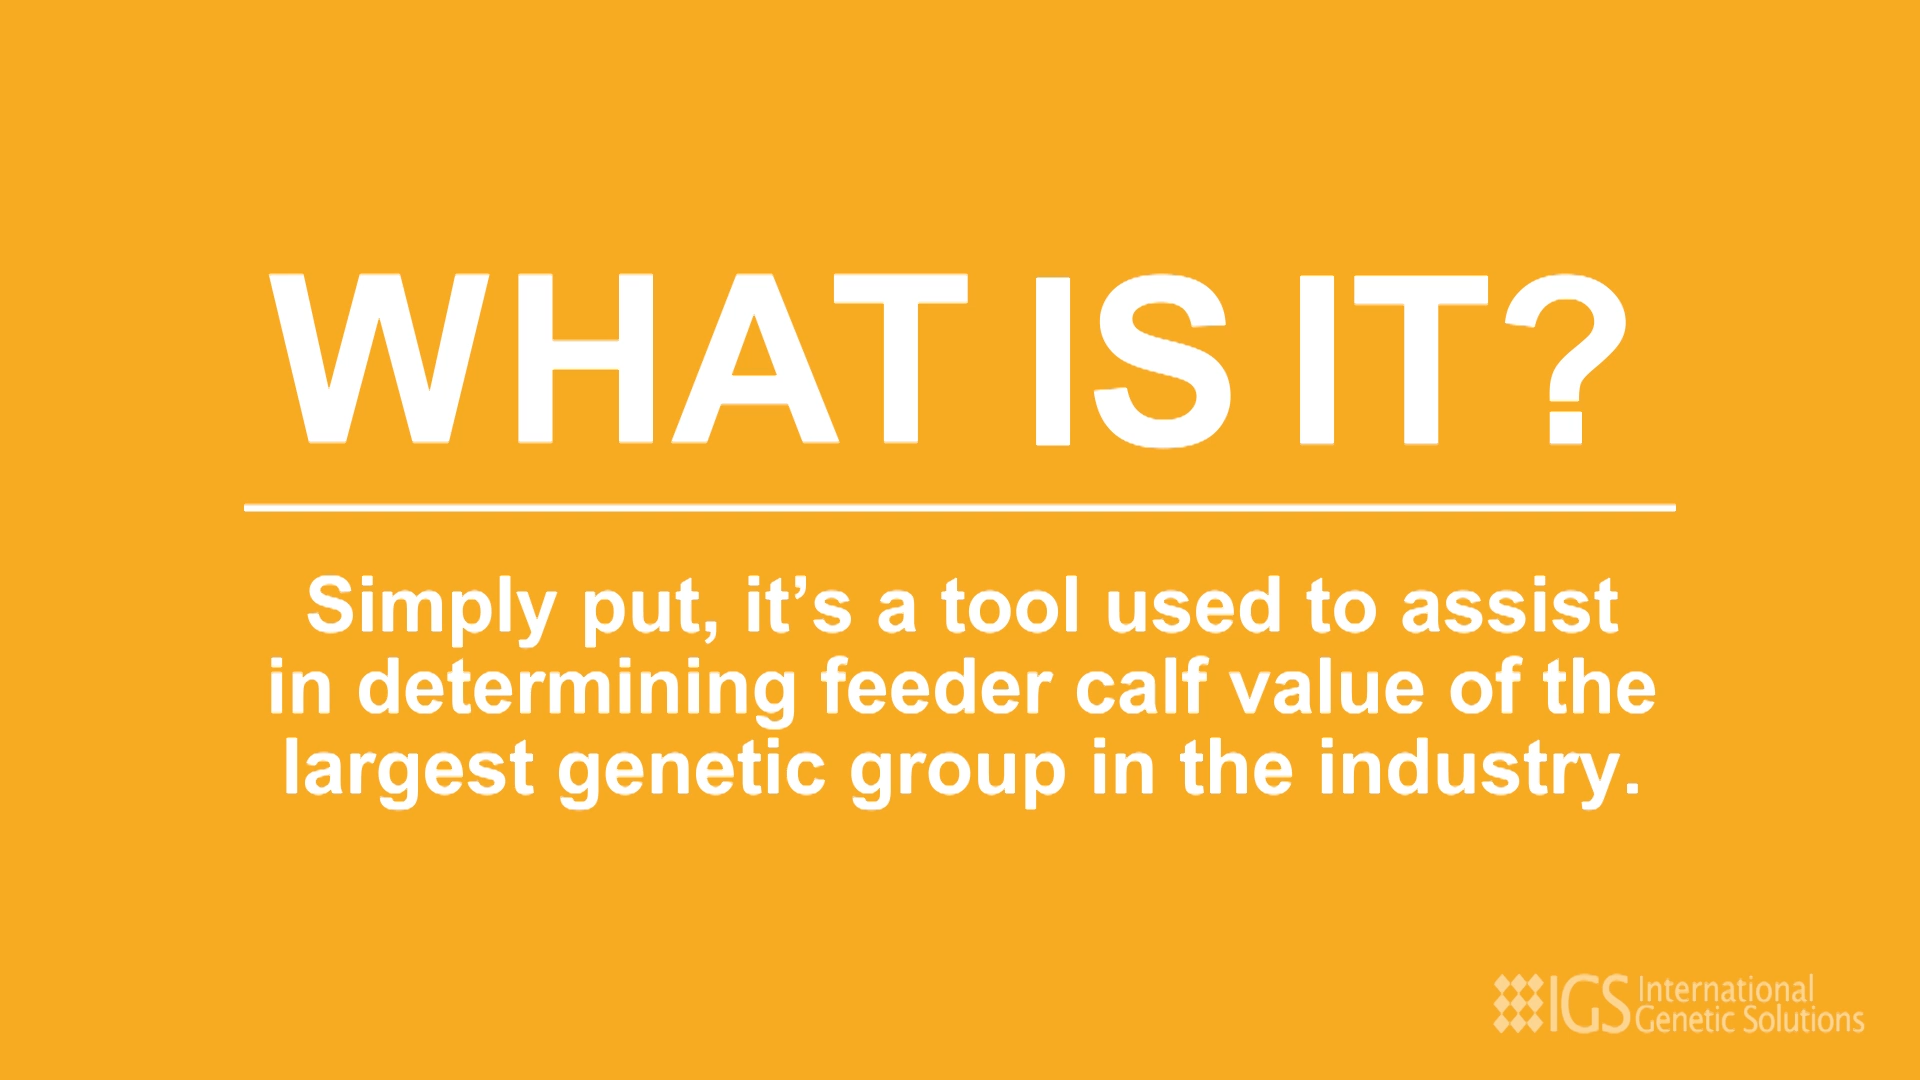 WHAT IS IT?
Simply put, it’s a tool used to assist
in determining feeder calf value of the
largest genetic group in the industry.
IGS International
Genetic Solutions